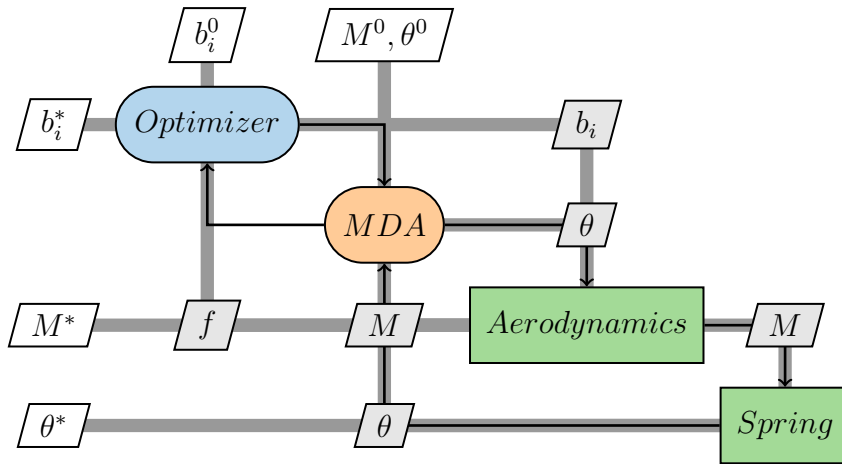 b_i^0 M^0, θ^0
b_i^* Optimizer b_i
MDA θ
M^* f M Aerodynamics M
θ^* θ Spring